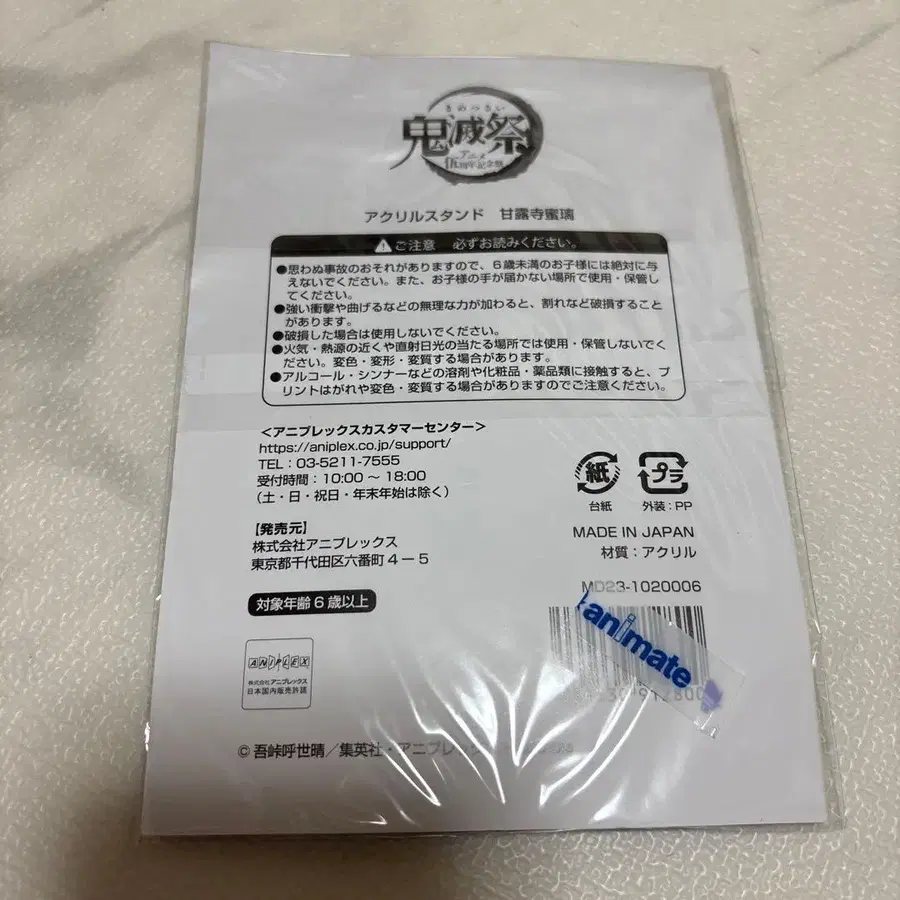 きめつさい
鬼滅祭
アニメ
周年記念祭
アクリルスタンド 甘露寺蜜璃
ご注意 必ずお読みください。
●思わぬ事故のおそれがありますので、6歳未満のお子様には絶対に与
えないでください。また、お子様の手が届かない場所で使用・保管し
てください。
●強い衝撃や曲げるなどの無理な力が加わると、割れなど破損すること
があります。
●破損した場合は使用しないでください。
●火気・熱源の近くや直射日光の当たる場所では使用・保管しないでく
ださい。変色・変形・変質する場合があります。
●アルコール・シンナーなどの溶剤や化粧品・薬品類に接触すると、プ
リントはがれや変色・変質する場合がありますのでご注意ください。
<アニプレックスカスタマーセンター>
https://aniplex.co.jp/support/
TEL:03-5211-7555
受付時間:10:00~18:00
(土・日・祝日・年末年始は除く)
紙
プラ
台紙
外装:PP
【発売元】
株式会社アニプレックス
東京都千代田区六番町4-5
MADE IN JAPAN
材質:アクリル
対象年齢6歳以上
MD23-1020006
animate
ANIPLEX
株式会社アニプレックス
日本国内販売許諾
©吾峠呼世晴/集英社・アニプレック